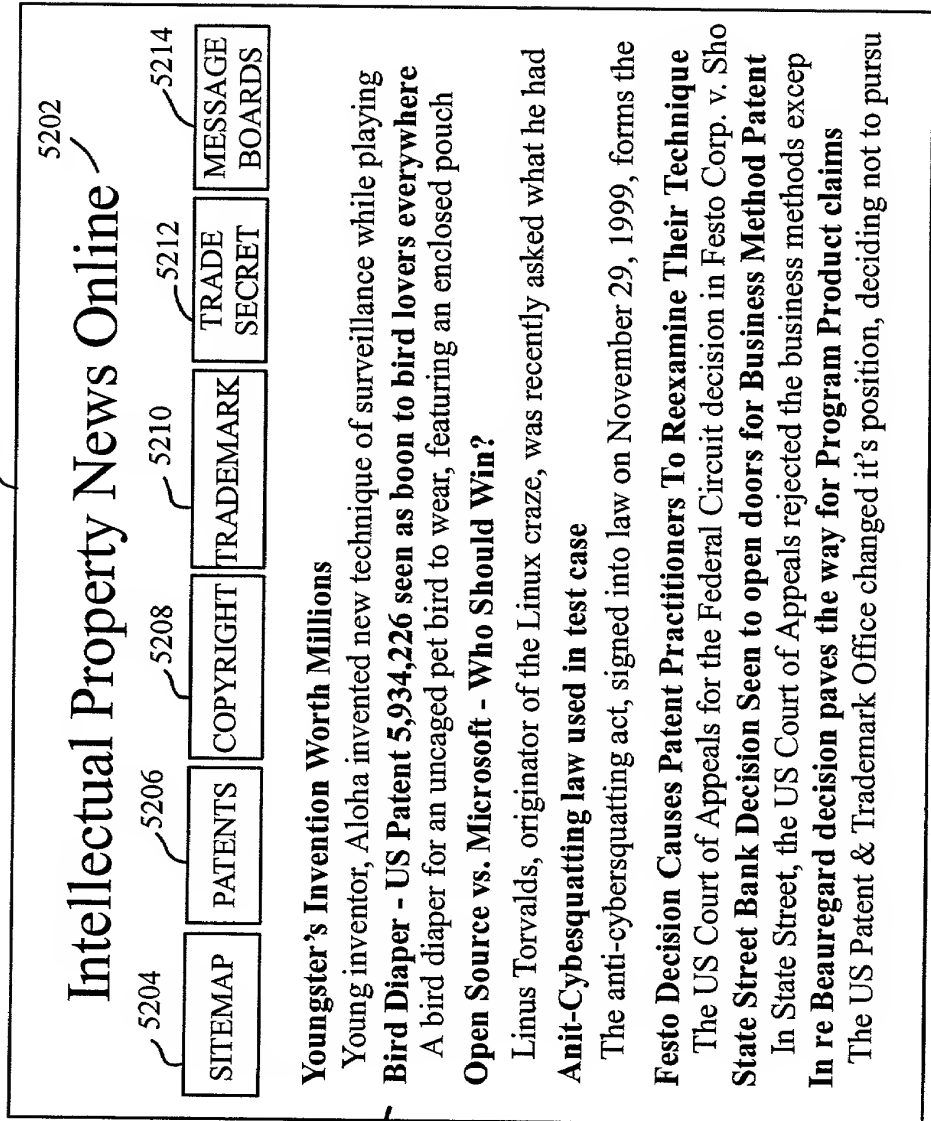 Intellectual Property News Online
5202
5204
5206
5208
5210
5212
5214
SITEMAP
PATENTS
COPYRIGHT
TRADEMARK
TRADE
SECRET
MESSAGE
BOARDS
Youngster's Invention Worth Millions
Young inventor, Aloha invented new technique of surveillance while playing
Bird Diaper - US Patent 5,934,226 seen as boon to bird lovers everywhere
A bird diaper for an uncaged pet bird to wear, featuring an enclosed pouch
Open Source vs. Microsoft - Who Should Win?
Linus Torvalds, originator of the Linux craze, was recently asked what he had
Anit-Cybesquatting law used in test case
The anti-cybersquatting act, signed into law on November 29, 1999, forms the
Festo Decision Causes Patent Practitioners To Reexamine Their Technique
The US Court of Appeals for the Federal Circuit decision in Festo Corp. v. Sho
State Street Bank Decision Seen to open doors for Business Method Patent
In State Street, the US Court of Appeals rejected the business methods excep
In re Beauregard decision paves the way for Program Product claims
The US Patent & Trademark Office changed it's position, deciding not to pursu